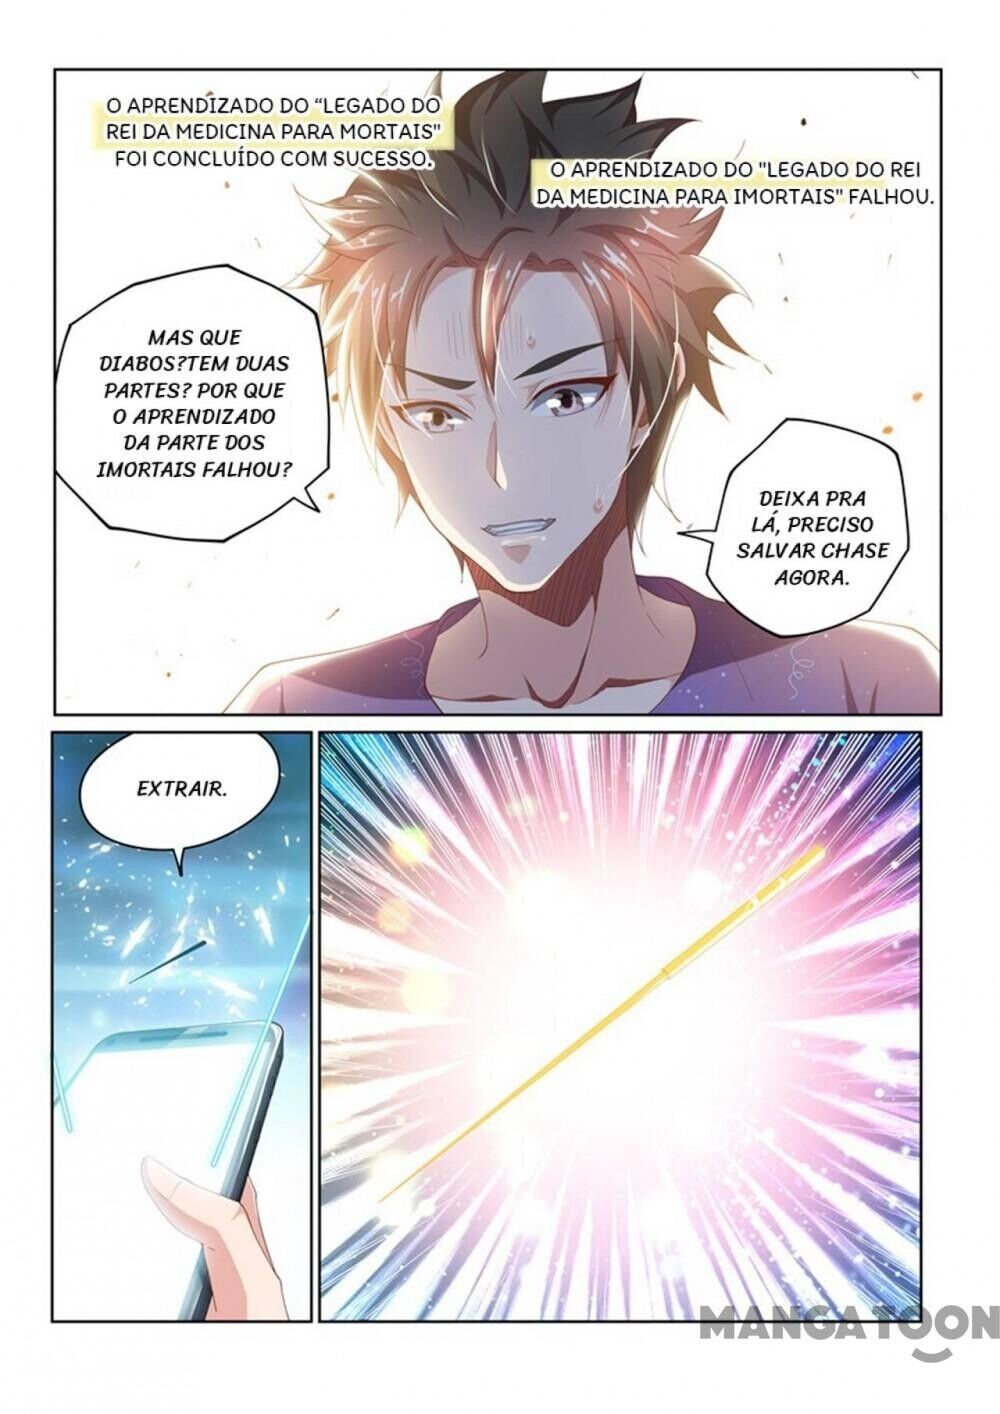 O APRENDIZADO DO “LEGADO DO
REI DA MEDICINA PARA MORTAIS"
FOI CONCLUÍDO COM SUCESSO.
O APRENDIZADO DO "LEGADO DO REI
DA MEDICINA PARA IMORTAIS" FALHOU.
MAS QUE
DIABOS?TEM DUAS
PARTES? POR QUE
O APRENDIZADO
DA PARTE DOS
IMORTAIS FALHOU?
DEIXA PRA
LÁ, PRECISO
SALVAR CHASE
AGORA.
EXTRAIR.
MANGATOON